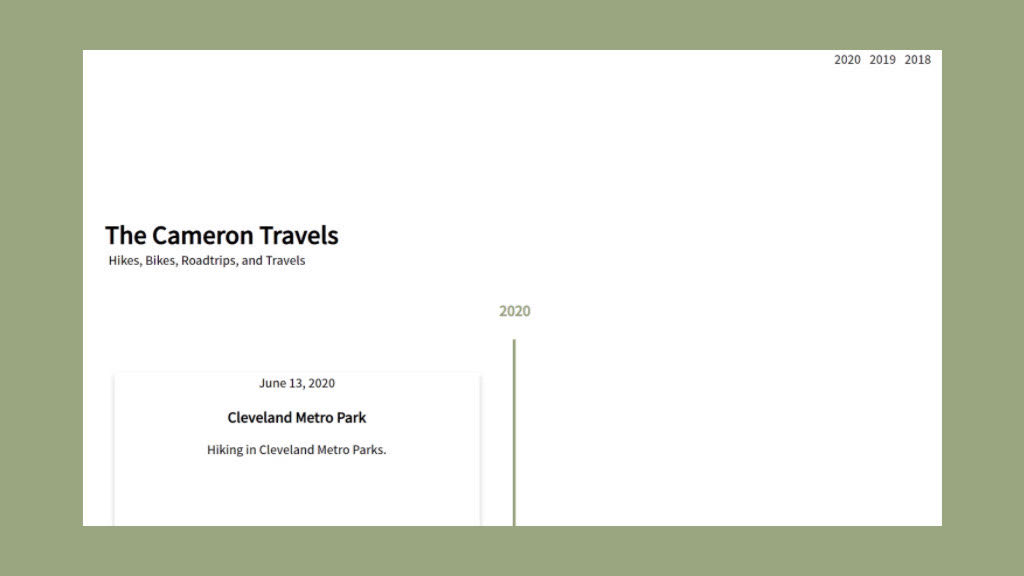 2020 2019 2018
The Cameron Travels
Hikes, Bikes, Roadtrips, and Travels
2020
June 13, 2020
Cleveland Metro Park
Hiking in Cleveland Metro Parks.